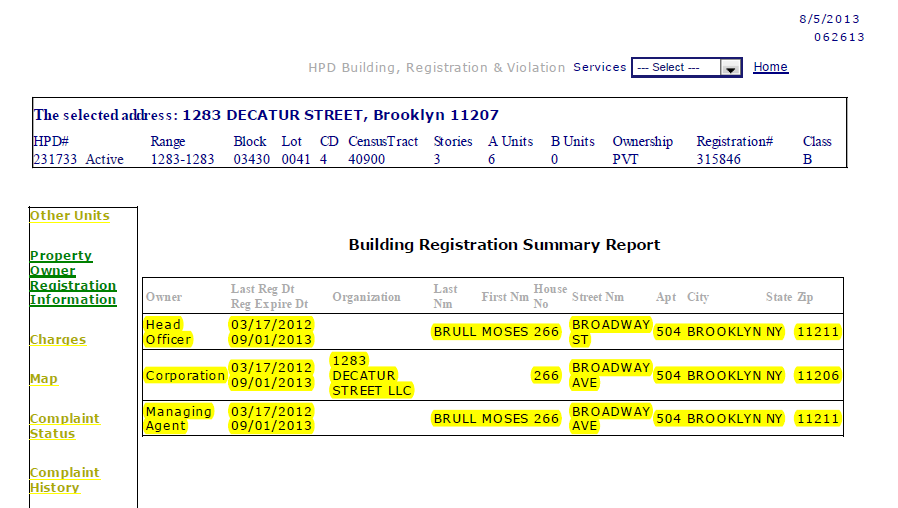 8/5/2013
062613
HPD Building, Registration & Violation Services --- Select --- Home
The selected address: 1283 DECATUR STREET, Brooklyn 11207
HPD# Range Block Lot CD CensusTract Stories A Units B Units Ownership Registration# Class
231733 Active 1283-1283 03430 0041 4 40900 3 6 0 PVT 315846 B
Other Units
Property
Owner
Registration
Information
Charges
Map
Complaint
Status
Complaint
History
Building Registration Summary Report
Owner Last Reg Dt Organization Last First Nm House Street Nm Apt City State Zip
Reg Expire Dt Nm No
Head 03/17/2012 BRULL MOSES 266 BROADWAY 504 BROOKLYN NY 11211
Officer 09/01/2013 ST
1283
Corporation 03/17/2012 DECATUR 266 BROADWAY 504 BROOKLYN NY 11206
09/01/2013 STREET LLC AVE
Managing 03/17/2012 BRULL MOSES 266 BROADWAY 504 BROOKLYN NY 11211
Agent 09/01/2013 AVE